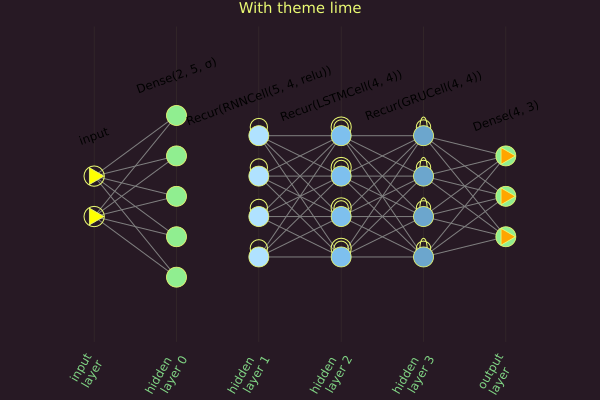 With theme lime
input
Dense(2, 5, σ)
Recur(RNNCell(5, 4, relu))
Recur(LSTMCell(4, 4))
Recur(GRUCell(4, 4))
Dense(4, 3)
input
layer
hidden
layer 0
hidden
layer 1
hidden
layer 2
hidden
layer 3
output
layer